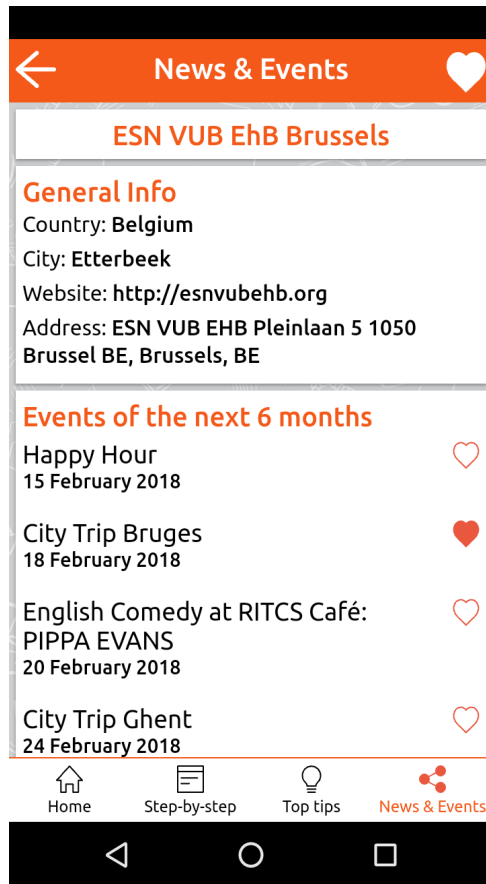 News & Events
ESN VUB EhB Brussels
General Info
Country: Belgium
City: Etterbeek
Website: http://esnvubehb.org
Address: ESN VUB EHB Pleinlaan 5 1050
Brussel BE, Brussels, BE
Events of the next 6 months
Happy Hour
15 February 2018
City Trip Bruges
18 February 2018
English Comedy at RITCS Café:
PIPPA EVANS
20 February 2018
City Trip Ghent
24 February 2018
Home
Step-by-step
Top tips
News & Events